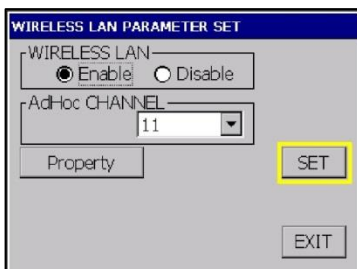 WIRELESS LAN PARAMETER SET
WIRELESS LAN
Enable Disable
AdHoc CHANNEL
11
Property SET
EXIT